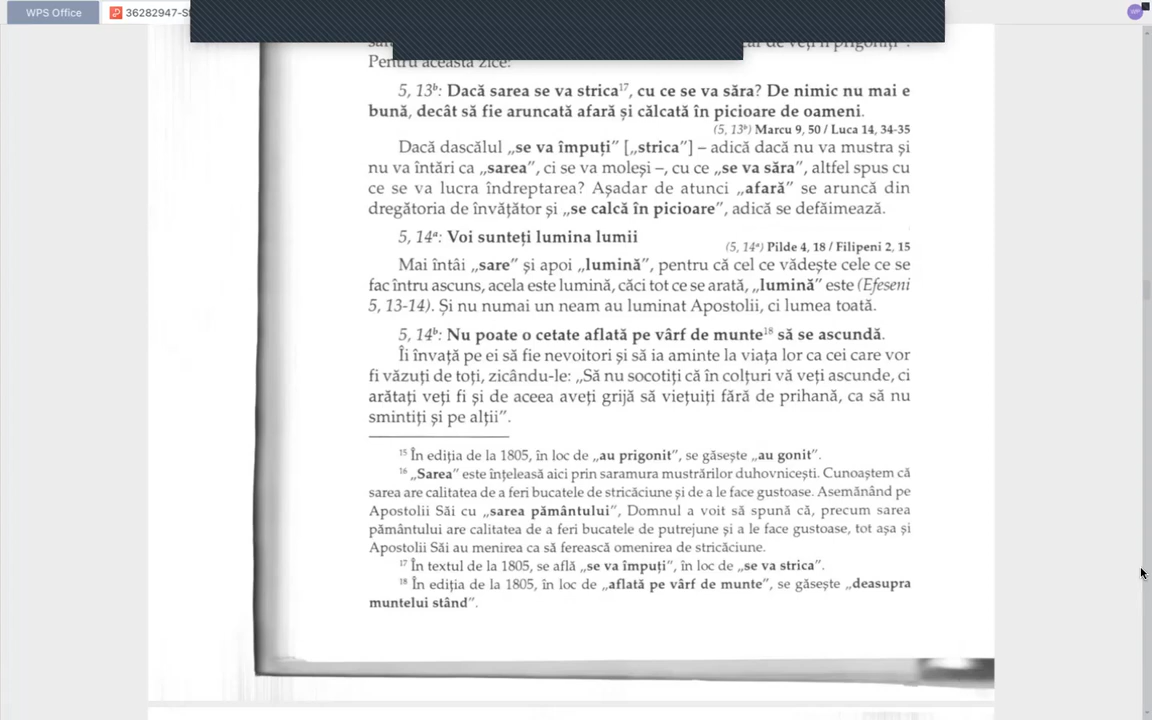 WPS Office
36282947-S
Pentru aceasta zice:
5, 13ᵇ: Dacă sarea se va strica¹⁷, cu ce se va săra? De nimic nu mai e
bună, decât să fie aruncată afară și călcată în picioare de oameni.
(5, 13ᵇ) Marcu 9, 50 / Luca 14, 34-35
Dacă dascălul „se va împuți” [„strica”] – adică dacă nu va mustra și
nu va întări ca „sarea”, ci se va moleși –, cu ce „se va săra”, altfel spus cu
ce se va lucra îndreptarea? Așadar de atunci „afară” se aruncă din
dregătoria de învățător și „se calcă în picioare”, adică se defăimează.
5, 14ᵃ: Voi sunteți lumina lumii
(5, 14ᵃ) Pilde 4, 18 / Filipeni 2, 15
Mai întâi „sare” și apoi „lumină”, pentru că cel ce vădește cele ce se
fac întru ascuns, acela este lumină, căci tot ce se arată, „lumină” este (Efeseni
5, 13-14). Și nu numai un neam au luminat Apostolii, ci lumea toată.
5, 14ᵇ: Nu poate o cetate aflată pe vârf de munte¹⁸ să se ascundă.
Îi învață pe ei să fie nevoitori și să ia aminte la viața lor ca cei care vor
fi văzuți de toți, zicându-le: „Să nu socotiți că în colțuri vă veți ascunde, ci
arătați veți fi și de aceea aveți grijă să viețuiți fără de prihană, ca să nu
smintiți și pe alții”.
¹⁵ În ediția de la 1805, în loc de „au prigonit”, se găsește „au gonit”.
¹⁶ „Sarea” este înțeleasă aici prin saramura mustrărilor duhovnicești. Cunoaștem că
sarea are calitatea de a feri bucatele de stricăciune și de a le face gustoase. Asemănând pe
Apostolii Săi cu „sarea pământului”, Domnul a voit să spună că, precum sarea
pământului are calitatea de a feri bucatele de putrejune și a le face gustoase, tot așa și
Apostolii Săi au menirea ca să ferească omenirea de stricăciune.
¹⁷ În textul de la 1805, se află „se va împuți”, în loc de „se va strica”.
¹⁸ În ediția de la 1805, în loc de „aflată pe vârf de munte”, se găsește „deasupra
muntelui stând”.